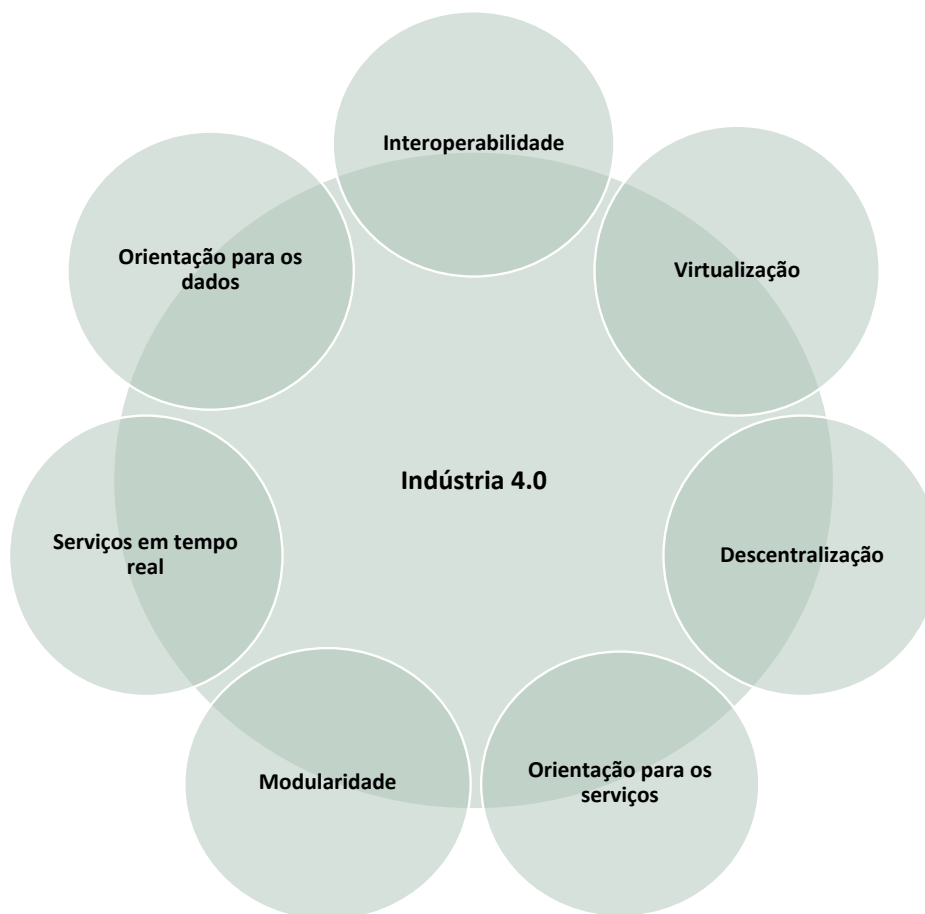 Interoperabilidade
Orientação para os
dados
Virtualização
Indústria 4.0
Serviços em tempo
real
Descentralização
Modularidade
Orientação para os
serviços